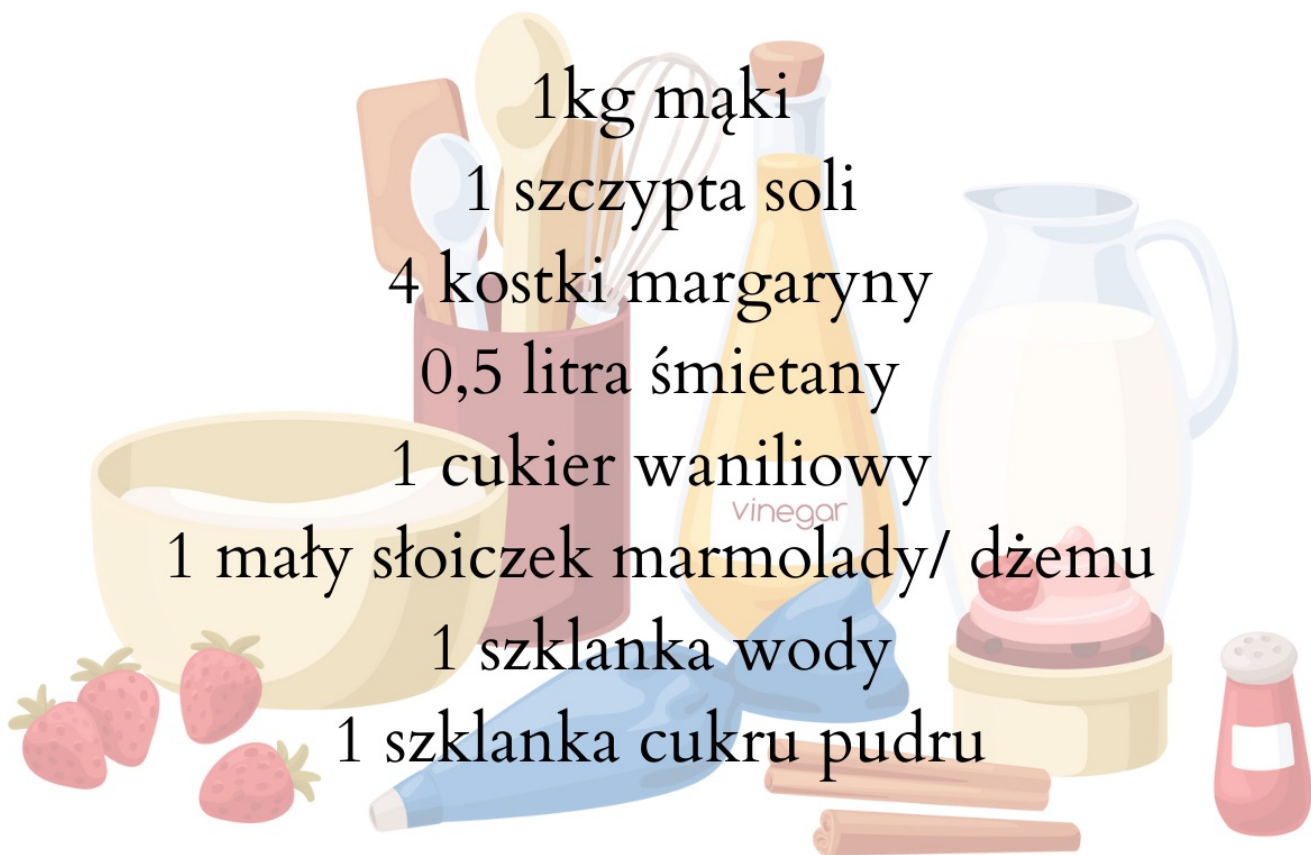 1kg mąki
1 szczypta soli
4 kostki margaryny
0,5 litra śmietany
1 cukier waniliowy
vinegar
1 mały słoiczek marmolady/ dżemu
1 szklanka wody
1 szklanka cukru pudru